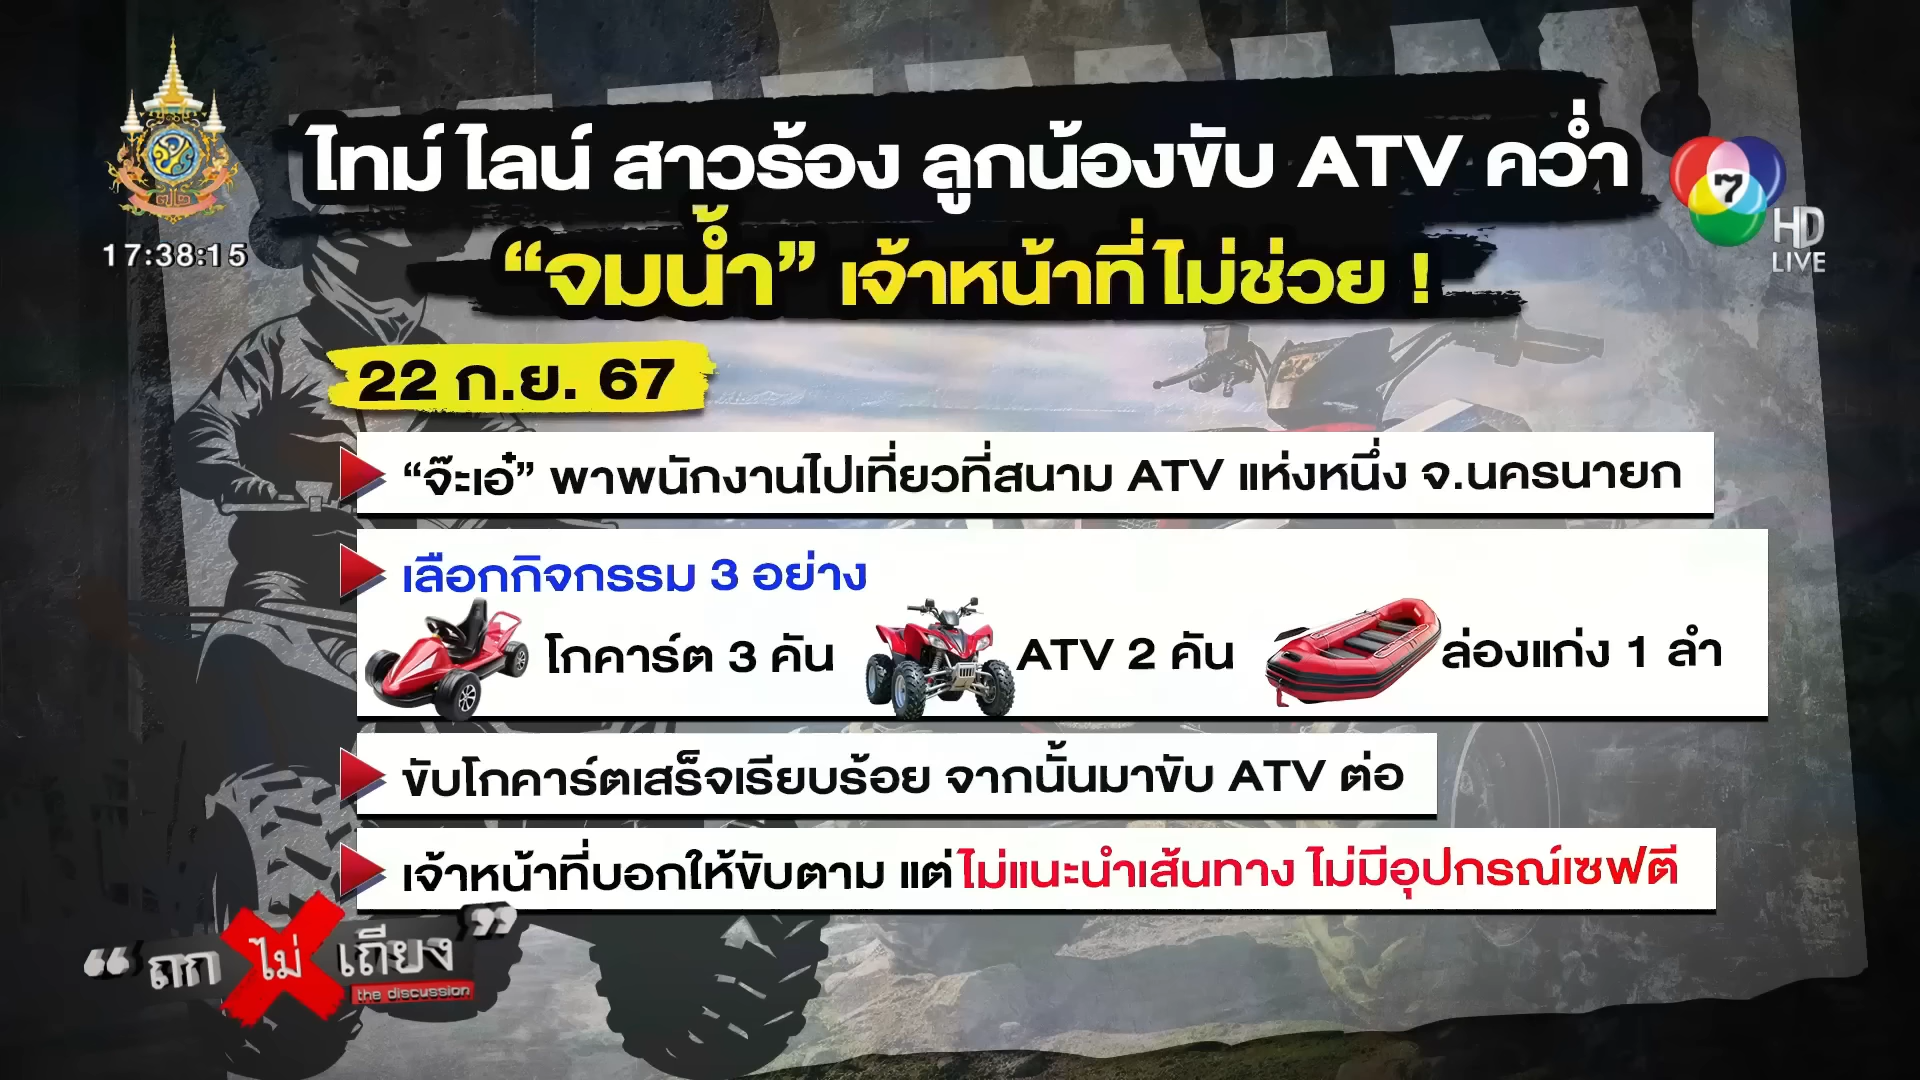 ไทม์ไลน์ สาวร้อง ลูกน้องขับ ATV คว่ำ
7
HD
LIVE
17:38:15
“จมน้ำ” เจ้าหน้าที่ไม่ช่วย !
22 ก.ย. 67
“จ๊ะเอ๋” พาพนักงานไปเที่ยวที่สนาม ATV แห่งหนึ่ง จ.นครนายก
เลือกกิจกรรม 3 อย่าง
โกคาร์ต 3 คัน ATV 2 คัน ล่องแก่ง 1 ลำ
ขับโกคาร์ตเสร็จเรียบร้อย จากนั้นมาขับ ATV ต่อ
เจ้าหน้าที่บอกให้ขับตาม แต่ไม่แนะนำเส้นทาง ไม่มีอุปกรณ์เซฟตี
“ถกไม่เถียง”
the discussion